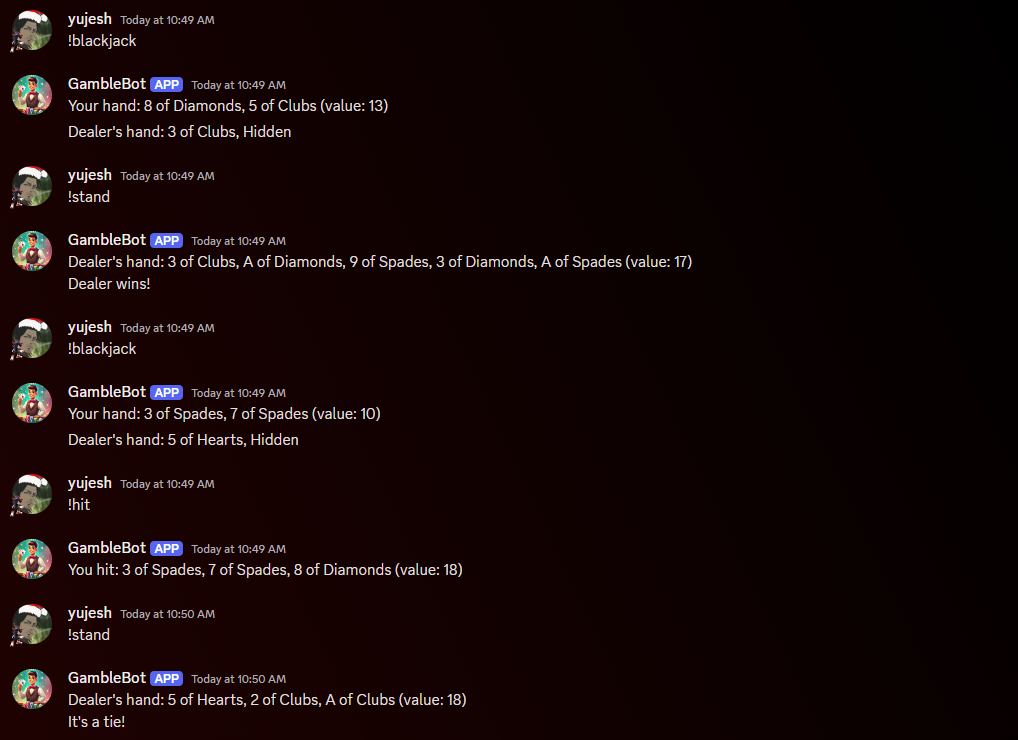 yujesh Today at 10:49 AM
!blackjack
GambleBot APP Today at 10:49 AM
Your hand: 8 of Diamonds, 5 of Clubs (value: 13)
Dealer's hand: 3 of Clubs, Hidden
yujesh Today at 10:49 AM
!stand
GambleBot APP Today at 10:49 AM
Dealer's hand: 3 of Clubs, A of Diamonds, 9 of Spades, 3 of Diamonds, A of Spades (value: 17)
Dealer wins!
yujesh Today at 10:49 AM
!blackjack
GambleBot APP Today at 10:49 AM
Your hand: 3 of Spades, 7 of Spades (value: 10)
Dealer's hand: 5 of Hearts, Hidden
yujesh Today at 10:49 AM
!hit
GambleBot APP Today at 10:49 AM
You hit: 3 of Spades, 7 of Spades, 8 of Diamonds (value: 18)
yujesh Today at 10:50 AM
!stand
GambleBot APP Today at 10:50 AM
Dealer's hand: 5 of Hearts, 2 of Clubs, A of Clubs (value: 18)
It's a tie!